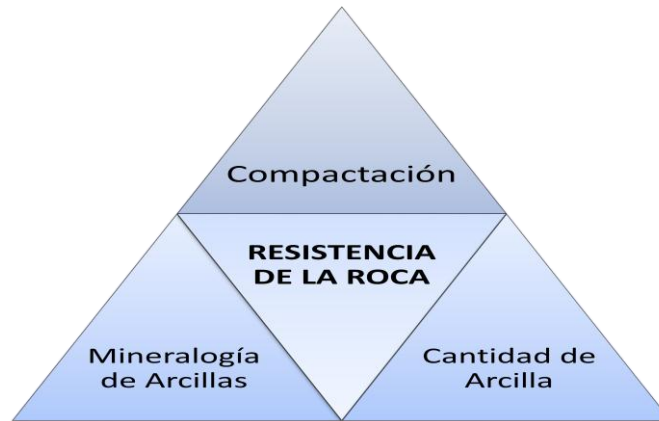 Compactación
RESISTENCIA
DE LA ROCA
Mineralogía
de Arcillas
Cantidad de
Arcilla